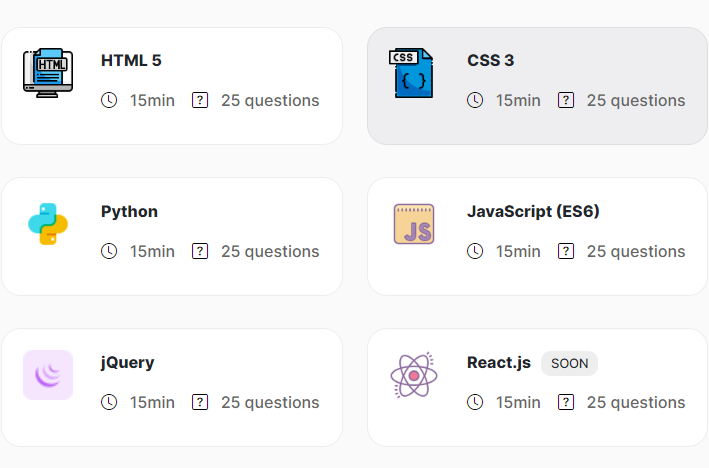 HTML
HTML 5
15min ? 25 questions
CSS
CSS 3
15min ? 25 questions
Python
15min ? 25 questions
JS
JavaScript (ES6)
15min ? 25 questions
jQuery
15min ? 25 questions
React.js SOON
15min ? 25 questions